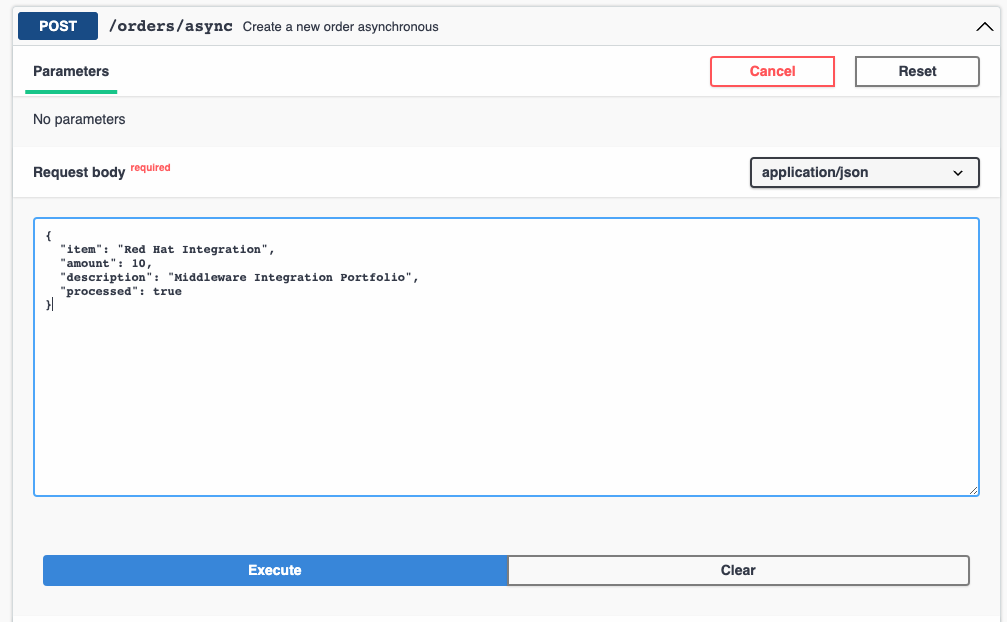 POST /orders/async Create a new order asynchronous
Parameters
Cancel
Reset
No parameters
Request body required
application/json
{
  "item": "Red Hat Integration",
  "amount": 10,
  "description": "Middleware Integration Portfolio",
  "processed": true
}
Execute
Clear